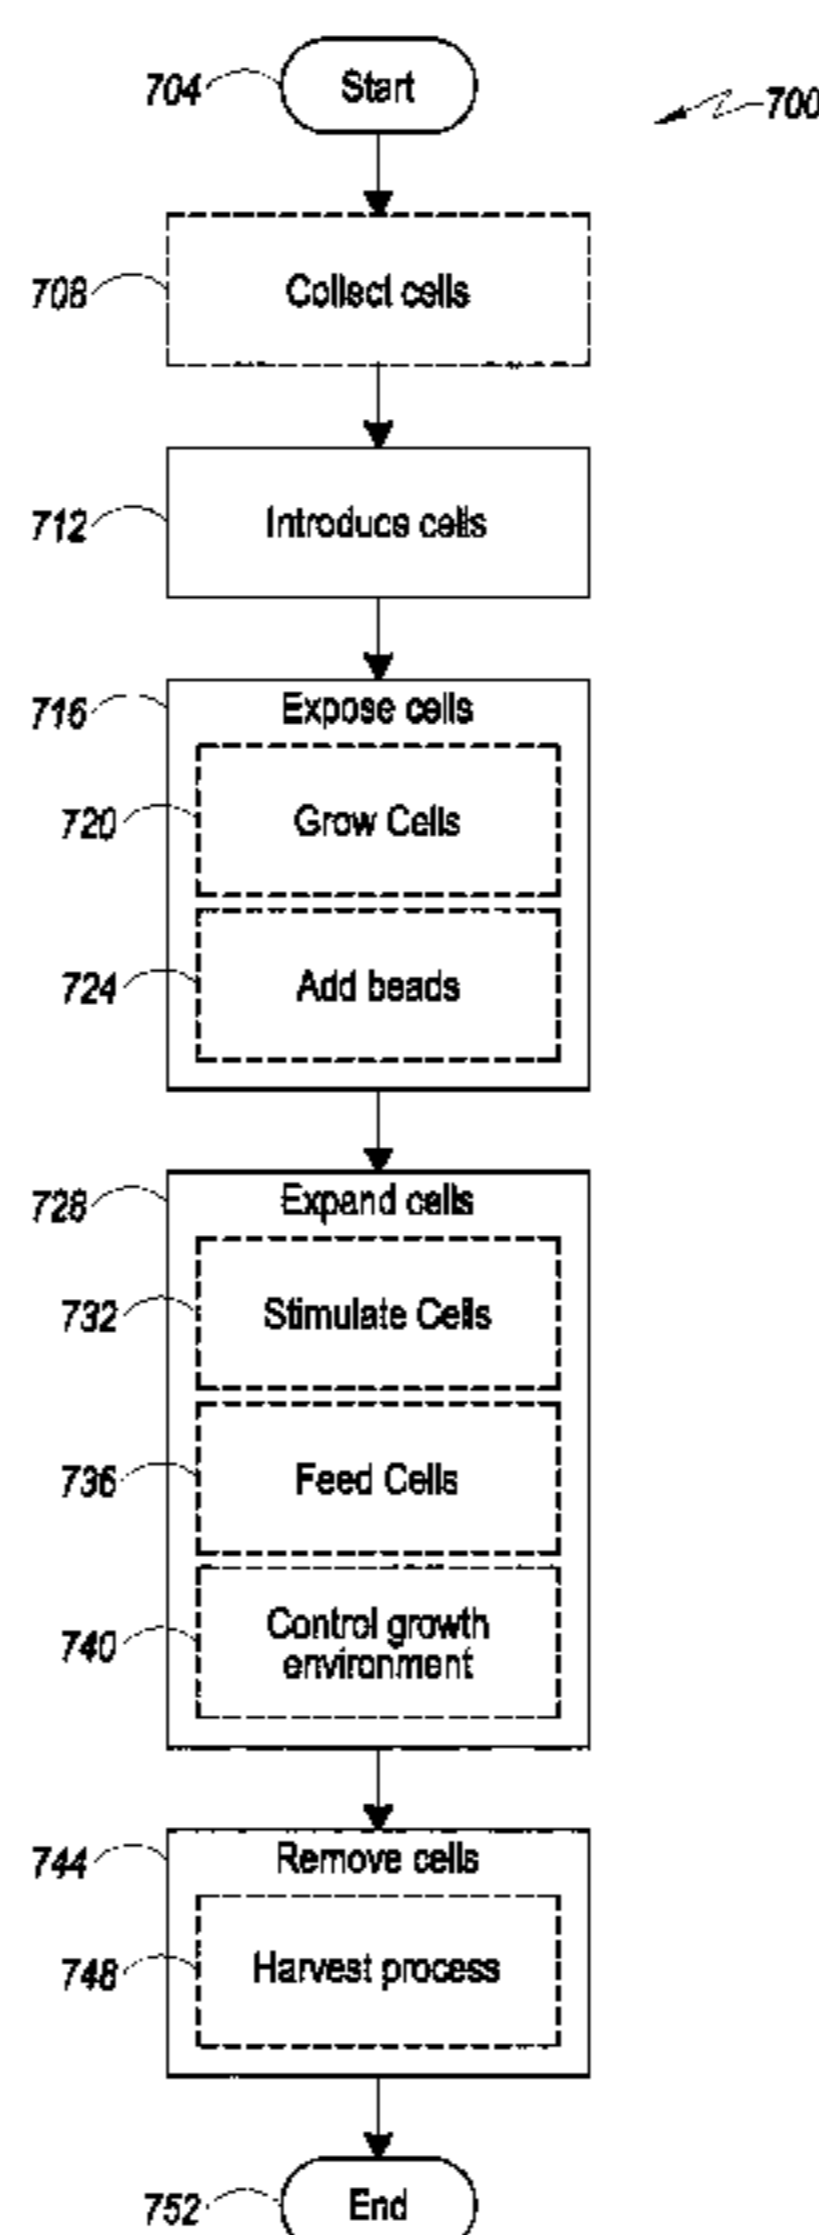 704 Start
700
708 Collect cells
712 Introduce cells
716 Expose cells
720 Grow Cells
724 Add beads
728 Expand cells
732 Stimulate Cells
736 Feed Cells
740 Control growth
environment
744 Remove cells
748 Harvest process
752 End